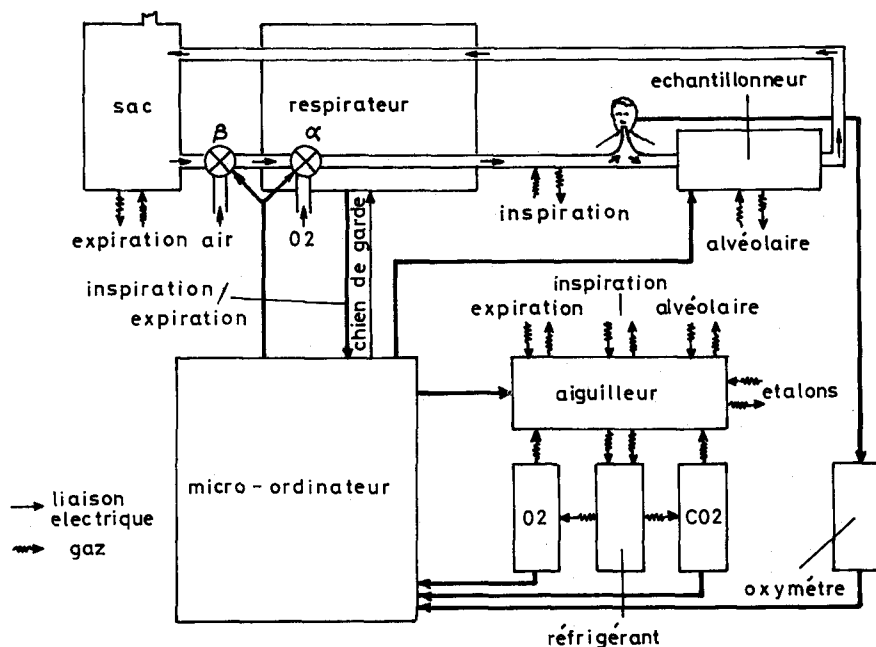 echantillonneur
sac
respirateur
β
α
expiration
air
O2
inspiration
alvéolaire
inspiration/
expiration
chien de garde
inspiration
expiration
alvéolaire
aiguilleur
etalons
micro-ordinateur
O2
CO2
liaison
electrique
gaz
oxymétre
réfrigérant